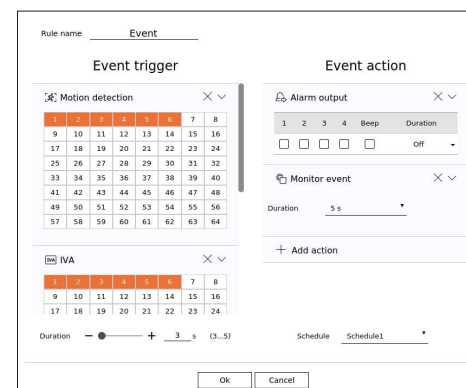 Rule name Event
Event trigger
Motion detection
1 2 3 4 5 6 7 8
9 10 11 12 13 14 15 16
17 18 19 20 21 22 23 24
25 26 27 28 29 30 31 32
33 34 35 36 37 38 39 40
41 42 43 44 45 46 47 48
49 50 51 52 53 54 55 56
57 58 59 60 61 62 63 64
IVA IVA
1 2 3 4 5 6 7 8
9 10 11 12 13 14 15 16
17 18 19 20 21 22 23 24
Duration 3 s (3...5)
Event action
Alarm output
1 2 3 4 Beep Duration
Off
Monitor event
Duration 5 s
+ Add action
Schedule Schedule1
Ok Cancel